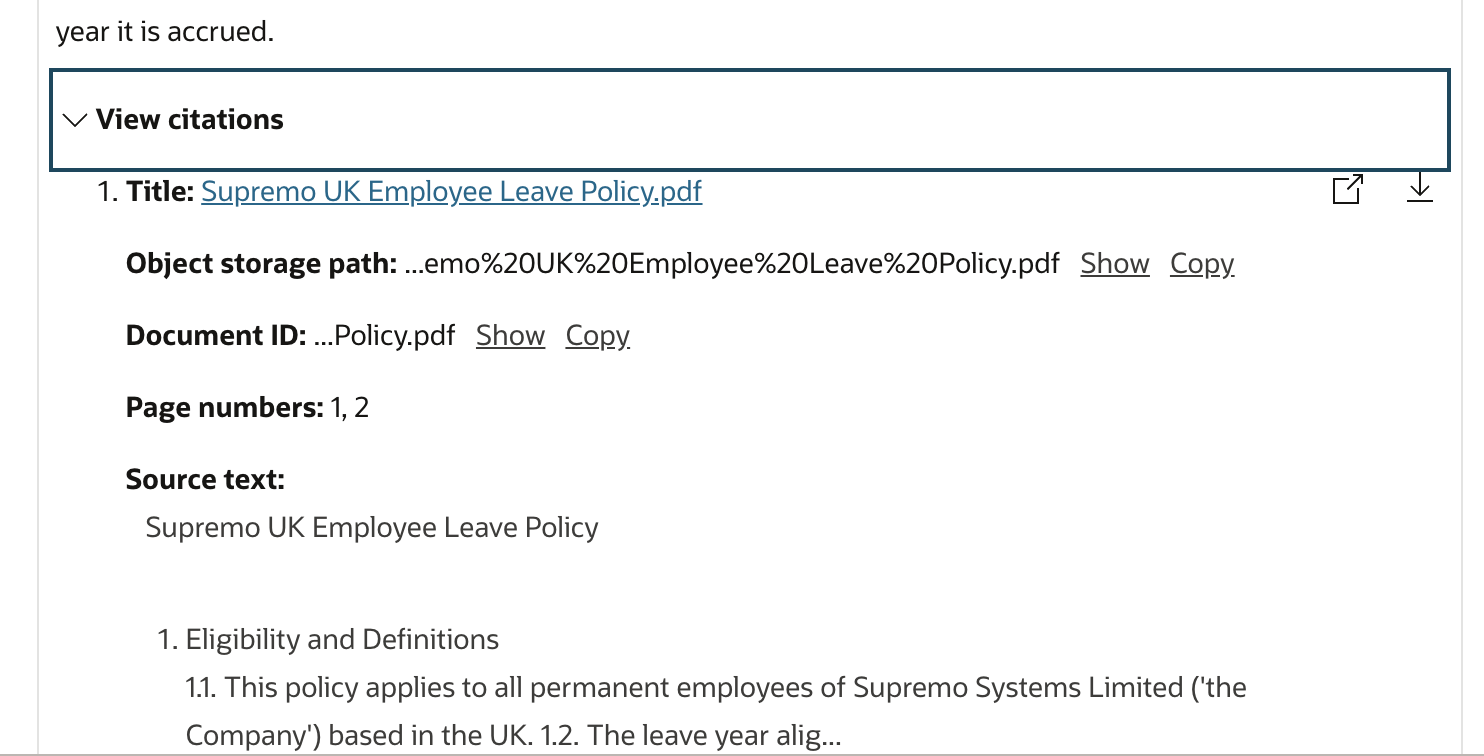 year it is accrued.
View citations
1. Title: Supremo UK Employee Leave Policy.pdf
Object storage path: ...emo%20UK%20Employee%20Leave%20Policy.pdf Show Copy
Document ID: ...Policy.pdf Show Copy
Page numbers: 1, 2
Source text:
Supremo UK Employee Leave Policy
1. Eligibility and Definitions
1.1. This policy applies to all permanent employees of Supremo Systems Limited ('the
Company') based in the UK. 1.2. The leave year alig...